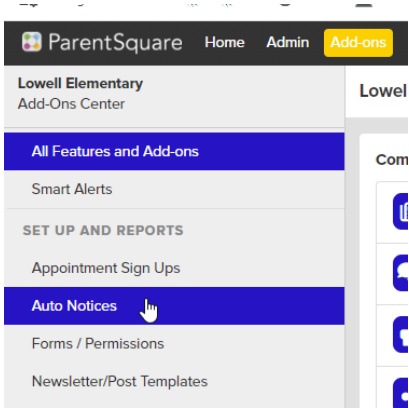 ParentSquare Home Admin Add-ons
Lowell Elementary
Add-Ons Center
All Features and Add-ons
Smart Alerts
SET UP AND REPORTS
Appointment Sign Ups
Auto Notices
Forms / Permissions
Newsletter/Post Templates
Lowel
Com